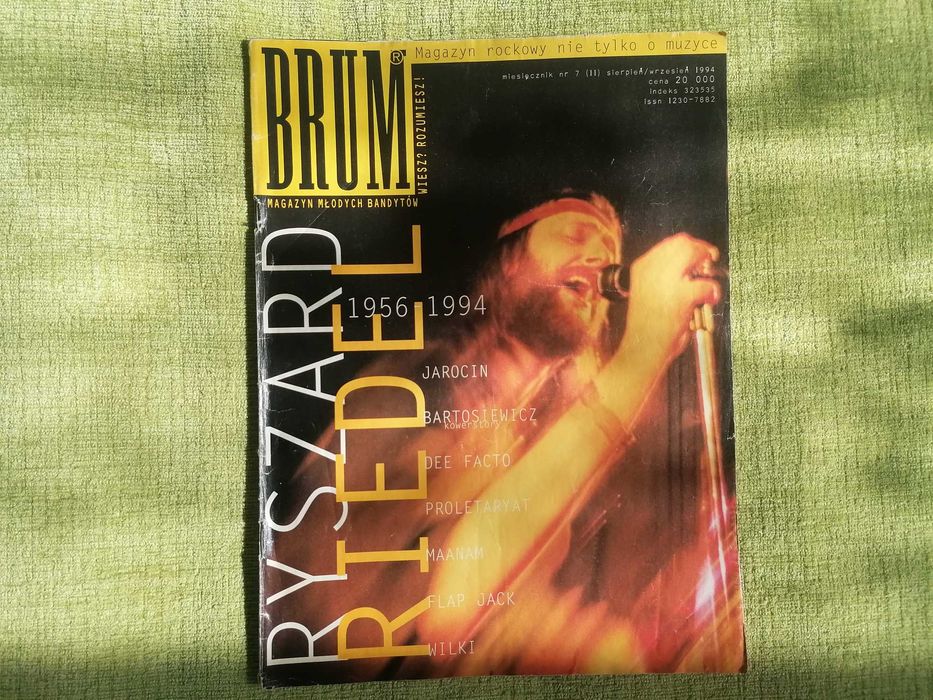 BRUM®
Magazyn rockowy nie tylko o muzyce
WIESZ? ROZUMIESZ!
MAGAZYN MŁODYCH BANDYTÓW
miesięcznik nr 7 (11) sierpień/wrzesień 1994
cena 20 000
indeks 323535
issn 1230-7882
RYSZARD
RIEDEL
1956-1994
JAROCIN
BARTOSIEWICZ
kowerstory
DEE FACTO
PROLETARYAT
MAANAM
FLAP JACK
WILKI